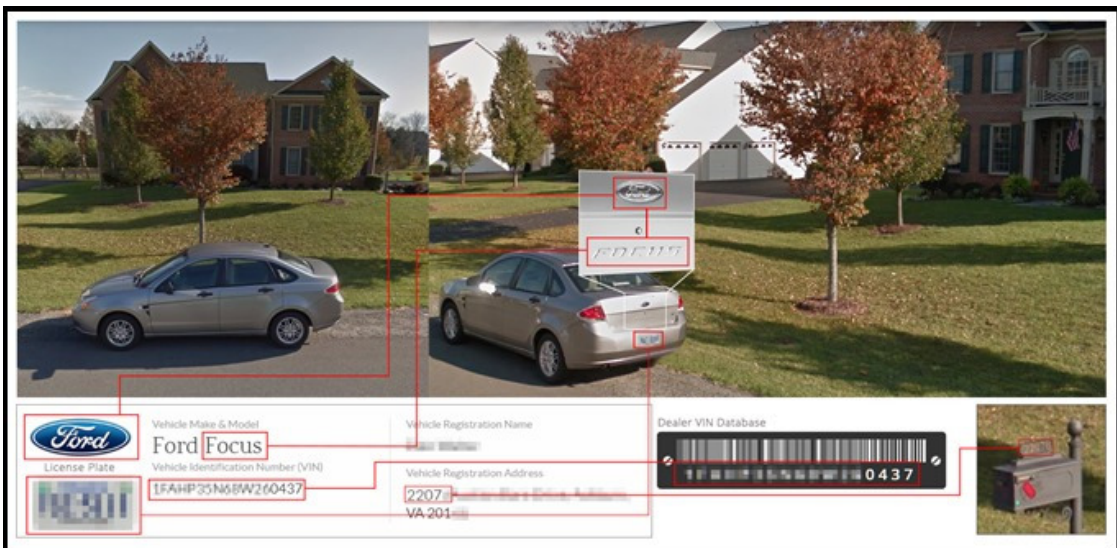 Ford
FOCUS
Ford
Vehicle Make & Model
Ford Focus
License Plate
Vehicle Identification Number (VIN)
1FAHP35N68W260437
Vehicle Registration Name
Vehicle Registration Address
2207
VA 201
Dealer VIN Database
0437